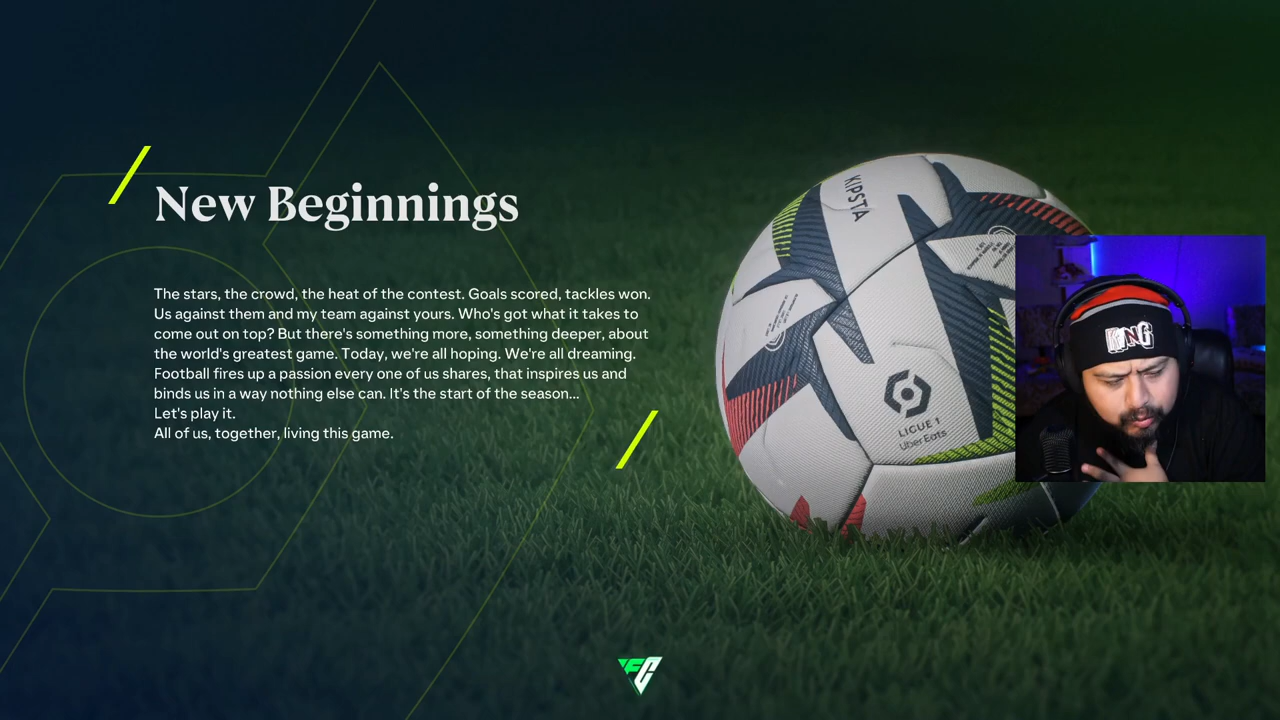 New Beginnings
The stars, the crowd, the heat of the contest. Goals scored, tackles won.
Us against them and my team against yours. Who's got what it takes to
come out on top? But there's something more, something deeper, about
the world's greatest game. Today, we're all hoping. We're all dreaming.
Football fires up a passion every one of us shares, that inspires us and
binds us in a way nothing else can. It's the start of the season...
Let's play it.
All of us, together, living this game.
KIPSTA
LIGUE 1
Uber Eats
FC